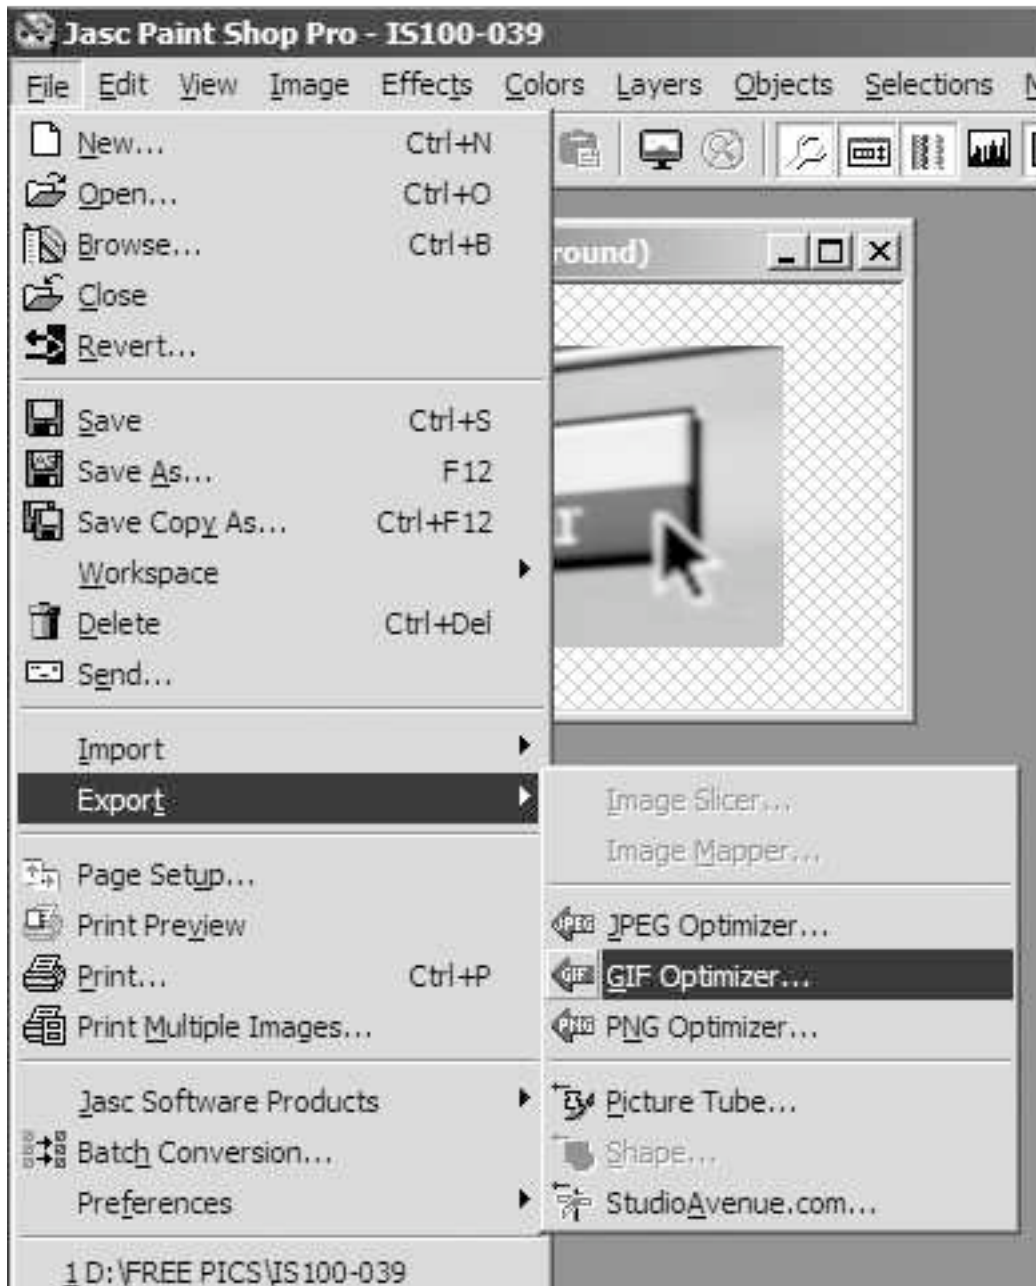 Jasc Paint Shop Pro - IS100-039
File Edit View Image Effects Colors Layers Objects Selections
New... Ctrl+N
Open... Ctrl+O
Browse... Ctrl+B
round)
Close
Revert...
Save Ctrl+S
Save As... F12
Save Copy As... Ctrl+F12
I
Workspace
Delete Ctrl+Del
Send...
Import
Export
Image Slicer...
Image Mapper...
Page Setup...
Print Preview
JPEG Optimizer...
Print... Ctrl+P
GIF Optimizer...
Print Multiple Images...
PNG Optimizer...
Jasc Software Products
Picture Tube...
Batch Conversion...
Shape...
Preferences
StudioAvenue.com...
1 D:\FREE PICS\IS100-039